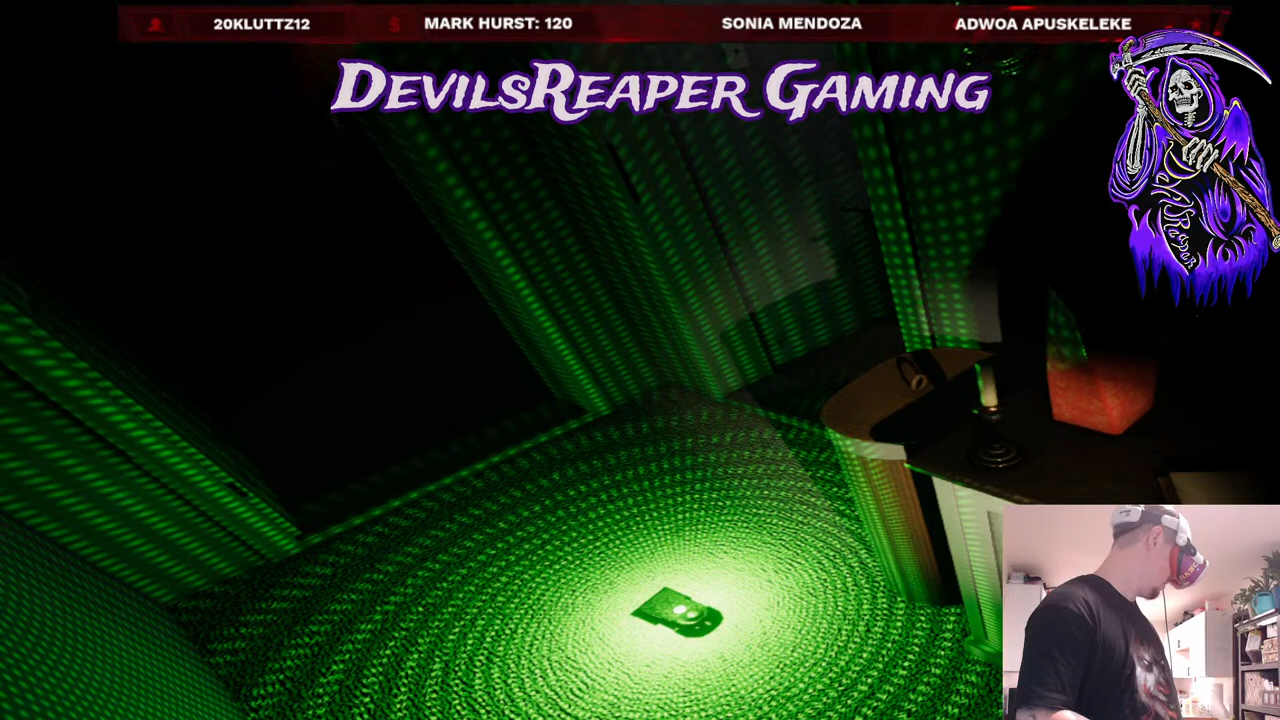 20KLUTTZ12
MARK HURST: 120
SONIA MENDOZA
ADWOA APUSKELEKE
DEVILSREAPER GAMING